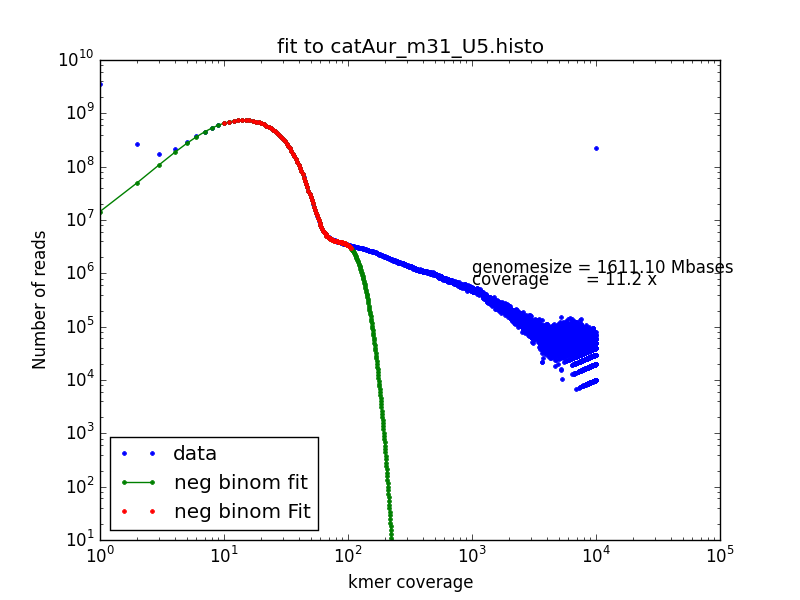 fit to catAur_m31_U5.histo
10^10
10^9
10^8
10^7
10^6
10^5
10^4
10^3
10^2
10^1
Number of reads
genomesize = 1611.10 Mbases
coverage = 11.2 x
data
neg binom fit
neg binom Fit
10^0
10^1
10^2
10^3
10^4
10^5
kmer coverage